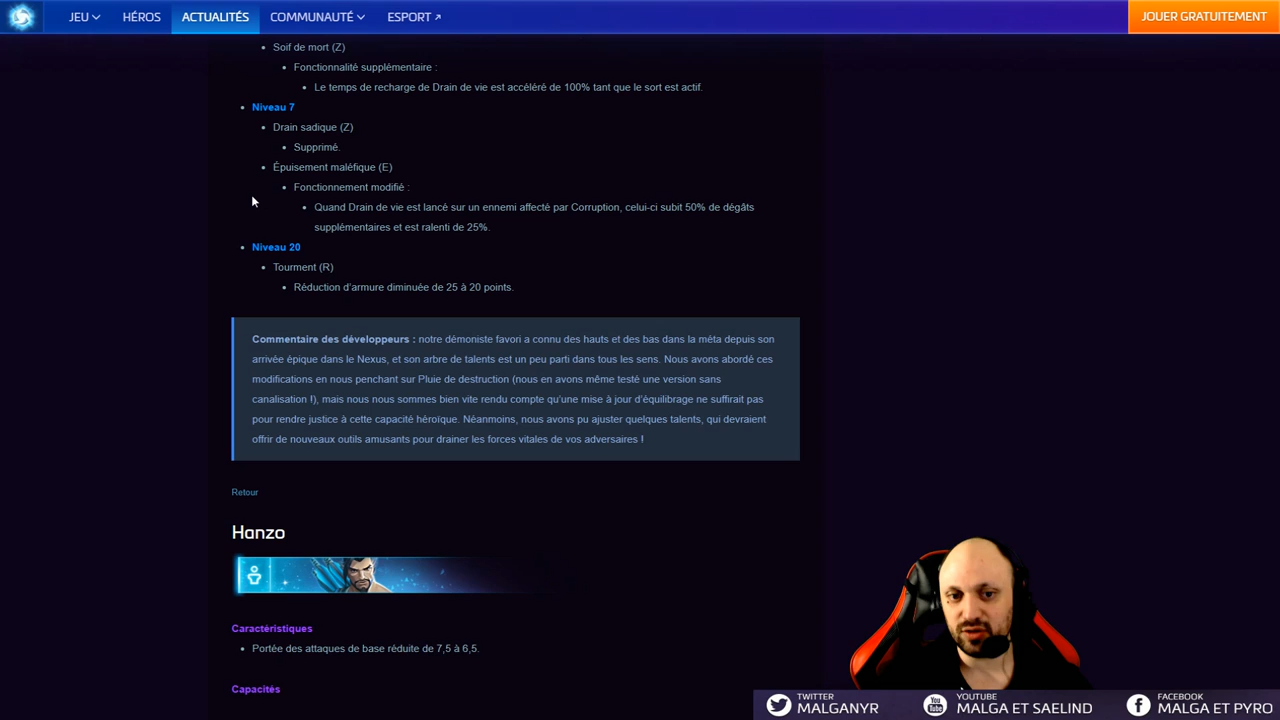 JEU
HÉROS
ACTUALITÉS
COMMUNAUTÉ
ESPORT
JOUER GRATUITEMENT
Soif de mort (Z)
Fonctionnalité supplémentaire :
Le temps de recharge de Drain de vie est accéléré de 100% tant que le sort est actif.
Niveau 7
Drain sadique (Z)
Supprimé.
Épuisement maléfique (E)
Fonctionnement modifié :
Quand Drain de vie est lancé sur un ennemi affecté par Corruption, celui-ci subit 50% de dégâts
supplémentaires et est ralenti de 25%.
Niveau 20
Tourment (R)
Réduction d'armure diminuée de 25 à 20 points.
Commentaire des développeurs : notre démoniste favori a connu des hauts et des bas dans la méta depuis son
arrivée épique dans le Nexus, et son arbre de talents est un peu parti dans tous les sens. Nous avons abordé ces
modifications en nous penchant sur Pluie de destruction (nous en avons même testé une version sans
canalisation !), mais nous nous sommes bien vite rendu compte qu'une mise à jour d'équilibrage ne suffirait pas
pour rendre justice à cette capacité héroïque. Néanmoins, nous avons pu ajuster quelques talents, qui devraient
offrir de nouveaux outils amusants pour drainer les forces vitales de vos adversaires !
Retour
Hanzo
Caractéristiques
Portée des attaques de base réduite de 7,5 à 6,5.
Capacités
TWITTER
MALGANYR
YOUTUBE
MALGA ET SAELIND
FACEBOOK
MALGA ET PYRO